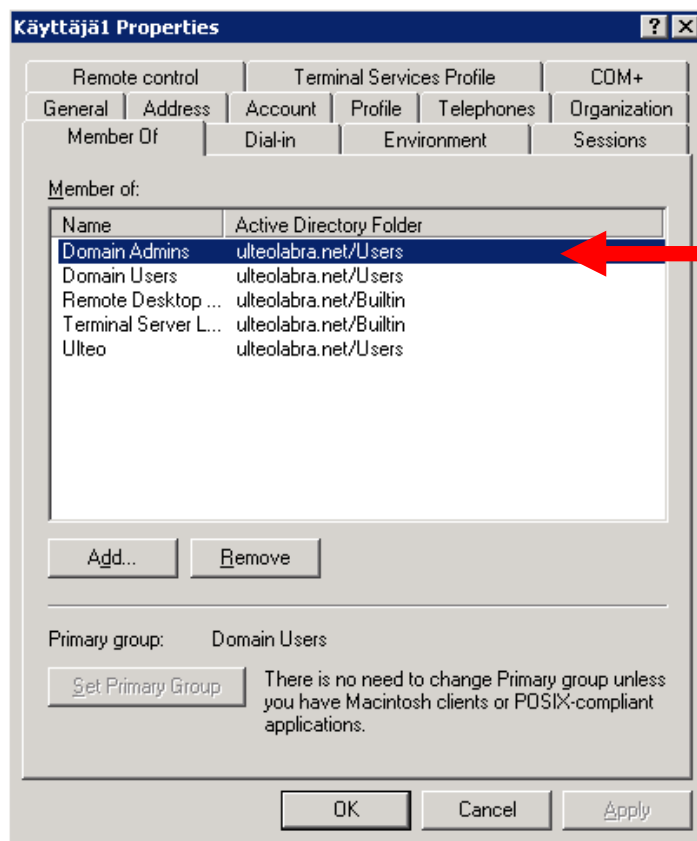 Käyttäjä1 Properties
Remote control Terminal Services Profile COM+
General Address Account Profile Telephones Organization
Member Of Dial-in Environment Sessions
Member of:
Name Active Directory Folder
Domain Admins ulteolabra.net/Users
Domain Users ulteolabra.net/Users
Remote Desktop ... ulteolabra.net/Builtin
Terminal Server L... ulteolabra.net/Builtin
Ulteo ulteolabra.net/Users
Add... Remove
Primary group: Domain Users
Set Primary Group There is no need to change Primary group unless
you have Macintosh clients or POSIX-compliant
applications.
OK Cancel Apply